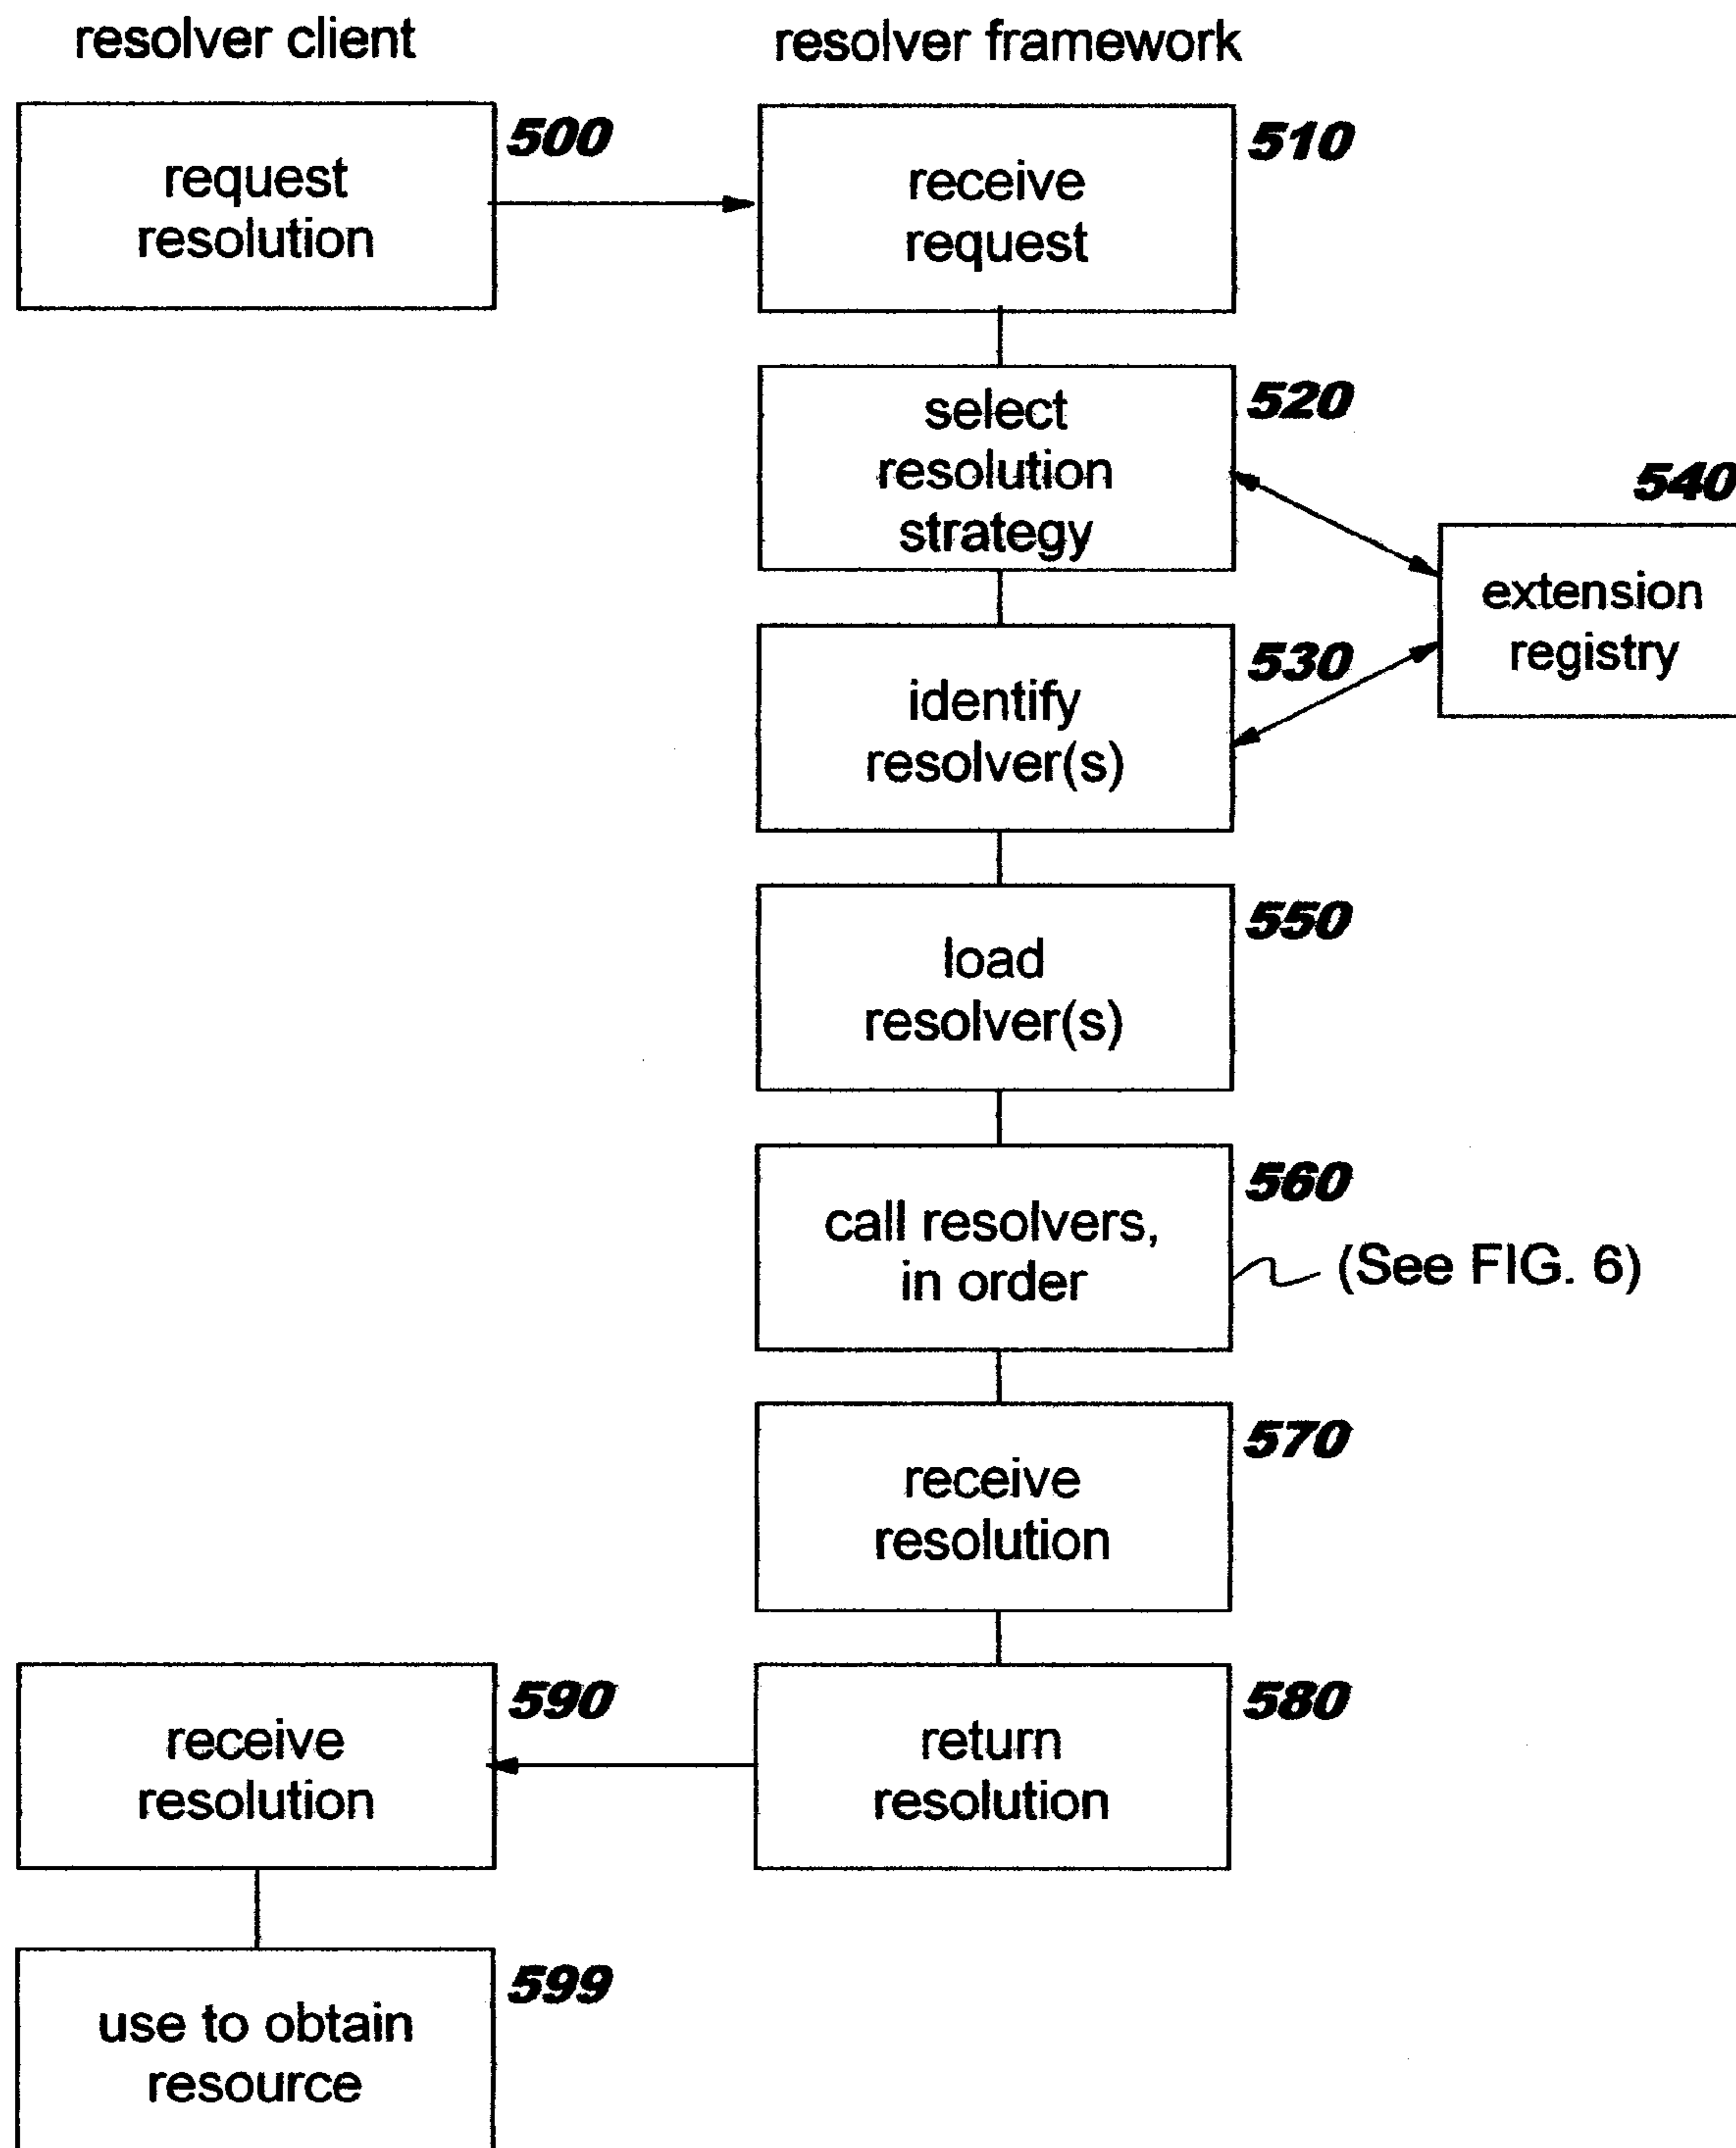 resolver client
resolver framework
500
request
resolution
510
receive
request
520
select
resolution
strategy
540
extension
registry
530
identify
resolver(s)
550
load
resolver(s)
560
call resolvers,
in order
(See FIG. 6)
570
receive
resolution
590
receive
resolution
580
return
resolution
599
use to obtain
resource